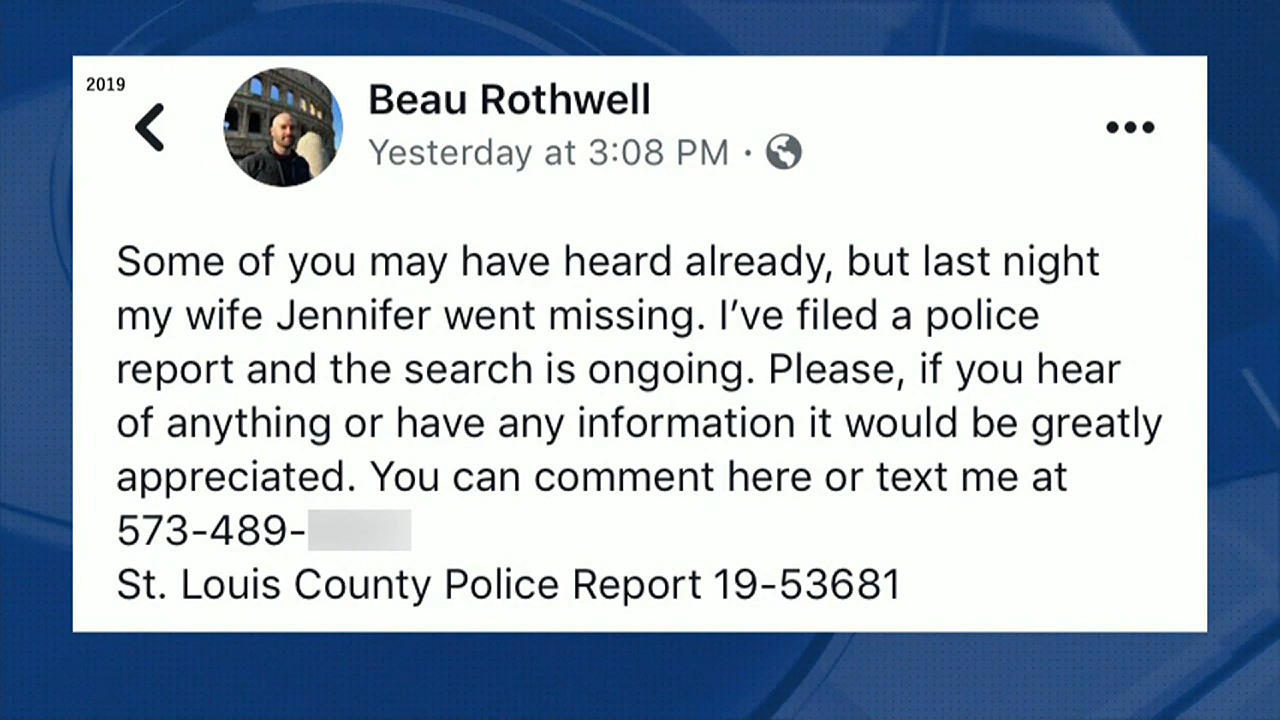 2019
Beau Rothwell
Yesterday at 3:08 PM ·
Some of you may have heard already, but last night
my wife Jennifer went missing. I’ve filed a police
report and the search is ongoing. Please, if you hear
of anything or have any information it would be greatly
appreciated. You can comment here or text me at
573-489-
St. Louis County Police Report 19-53681